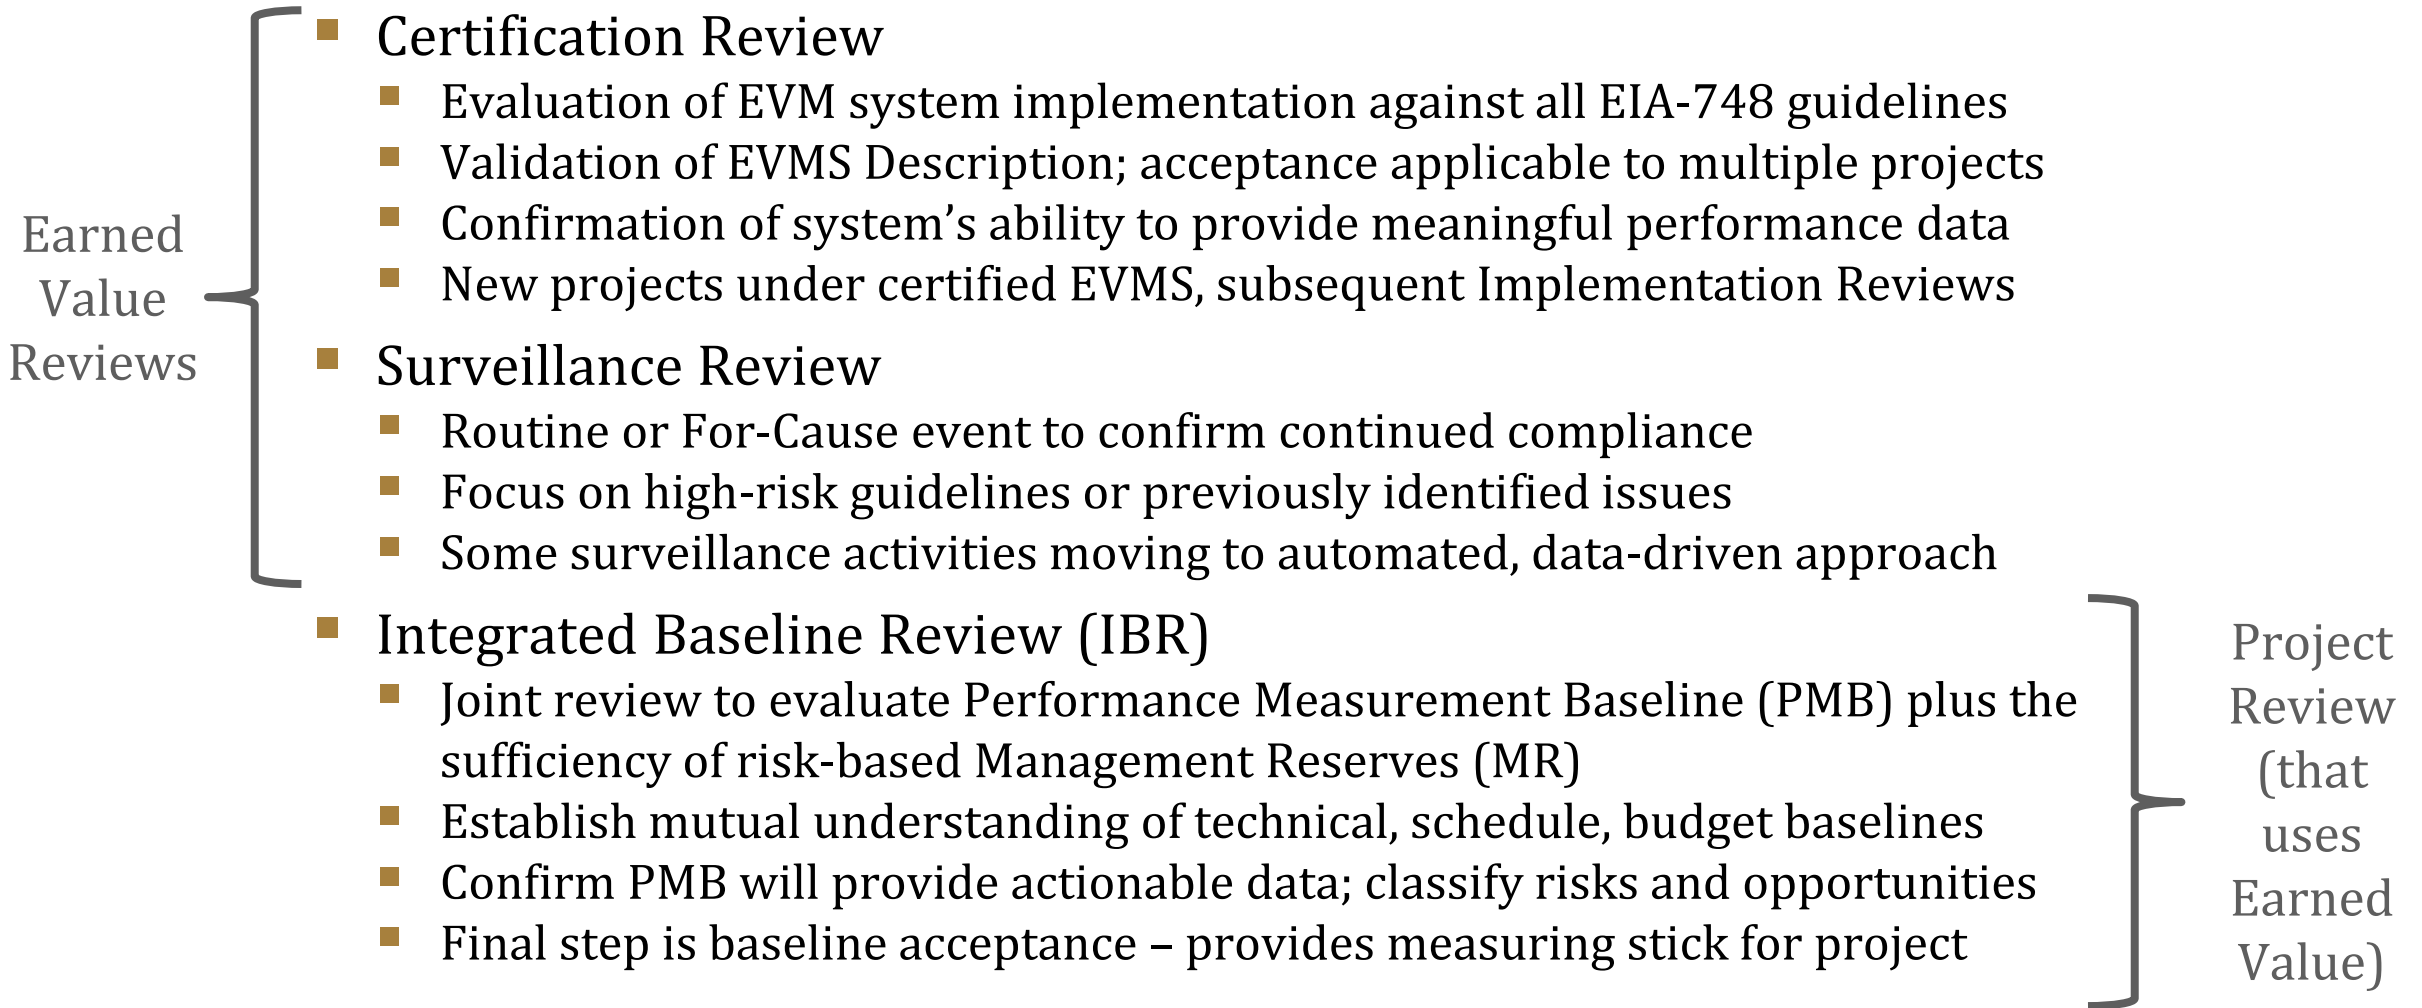 Earned
Value
Reviews
Certification Review
Evaluation of EVM system implementation against all EIA-748 guidelines
Validation of EVMS Description; acceptance applicable to multiple projects
Confirmation of system’s ability to provide meaningful performance data
New projects under certified EVMS, subsequent Implementation Reviews
Surveillance Review
Routine or For-Cause event to confirm continued compliance
Focus on high-risk guidelines or previously identified issues
Some surveillance activities moving to automated, data-driven approach
Integrated Baseline Review (IBR)
Joint review to evaluate Performance Measurement Baseline (PMB) plus the
sufficiency of risk-based Management Reserves (MR)
Establish mutual understanding of technical, schedule, budget baselines
Confirm PMB will provide actionable data; classify risks and opportunities
Final step is baseline acceptance – provides measuring stick for project
Project
Review
(that
uses
Earned
Value)